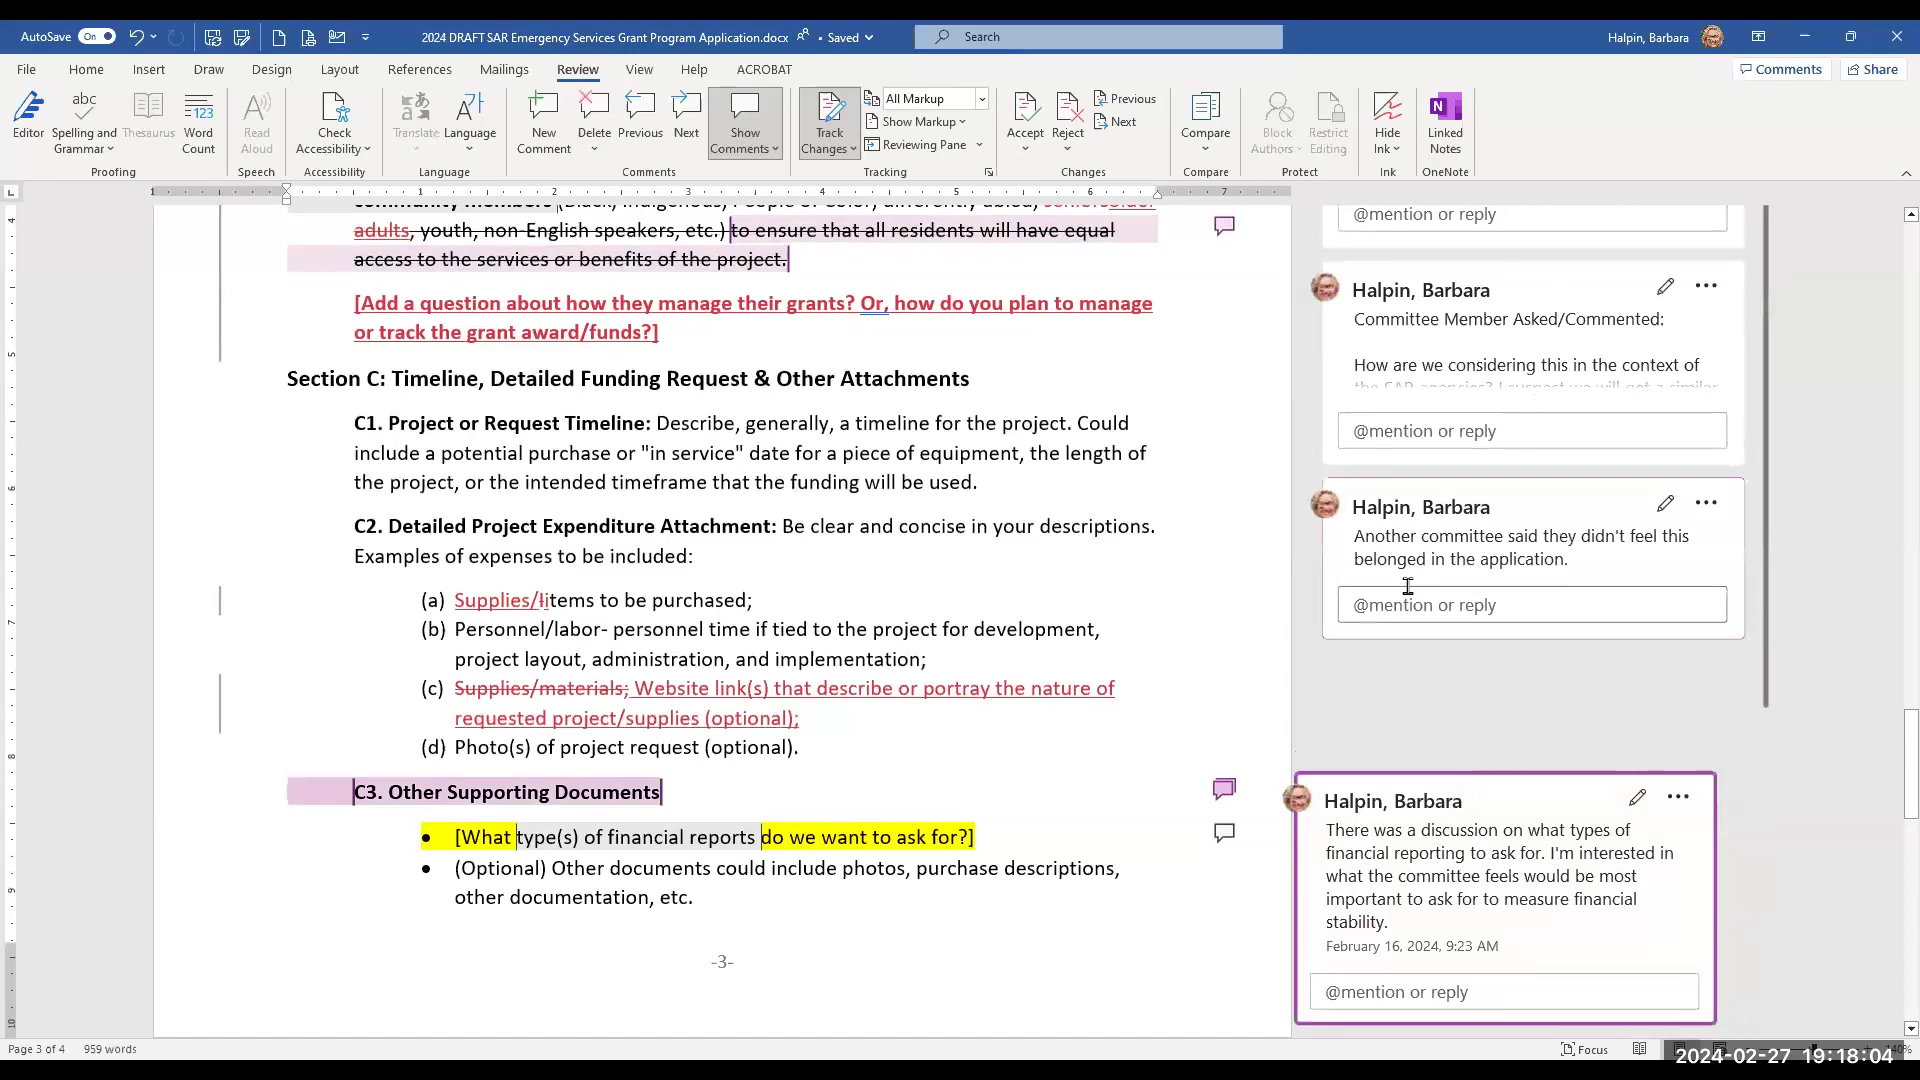 AutoSave On 2024 DRAFT SAR Emergency Services Grant Program Application.docx • Saved Search Halpin, Barbara
File Home Insert Draw Design Layout References Mailings Review View Help ACROBAT Comments Share
Editor
Spelling and Grammar
Thesaurus
Word Count
Read Aloud
Check Accessibility
Translate
Language
New Comment
Delete
Previous
Next
Show Comments
Track Changes
All Markup
Show Markup
Reviewing Pane
Accept
Reject
Previous
Next
Compare
Block Authors
Restrict Editing
Hide Ink
Linked Notes
Proofing Speech Accessibility Language Comments Tracking Changes Compare Protect Ink OneNote
1 1 2 3 4 5 6 7
adults, youth, non-English speakers, etc.) to ensure that all residents will have equal
access to the services or benefits of the project.
[Add a question about how they manage their grants? Or, how do you plan to manage
or track the grant award/funds?]
Section C: Timeline, Detailed Funding Request & Other Attachments
C1. Project or Request Timeline: Describe, generally, a timeline for the project. Could
include a potential purchase or "in service" date for a piece of equipment, the length of
the project, or the intended timeframe that the funding will be used.
C2. Detailed Project Expenditure Attachment: Be clear and concise in your descriptions.
Examples of expenses to be included:
(a) Supplies/Iitems to be purchased;
(b) Personnel/labor- personnel time if tied to the project for development,
project layout, administration, and implementation;
(c) Supplies/materials; Website link(s) that describe or portray the nature of
requested project/supplies (optional);
(d) Photo(s) of project request (optional).
C3. Other Supporting Documents
• [What type(s) of financial reports do we want to ask for?]
• (Optional) Other documents could include photos, purchase descriptions,
other documentation, etc.
-3-
@mention or reply
Halpin, Barbara
Committee Member Asked/Commented:
How are we considering this in the context of
@mention or reply
Halpin, Barbara
Another committee said they didn't feel this
belonged in the application.
@mention or reply
Halpin, Barbara
There was a discussion on what types of
financial reporting to ask for. I'm interested in
what the committee feels would be most
important to ask for to measure financial
stability.
February 16, 2024, 9:23 AM
@mention or reply
Page 3 of 4 959 words Focus
2024-02-27 19:18:04